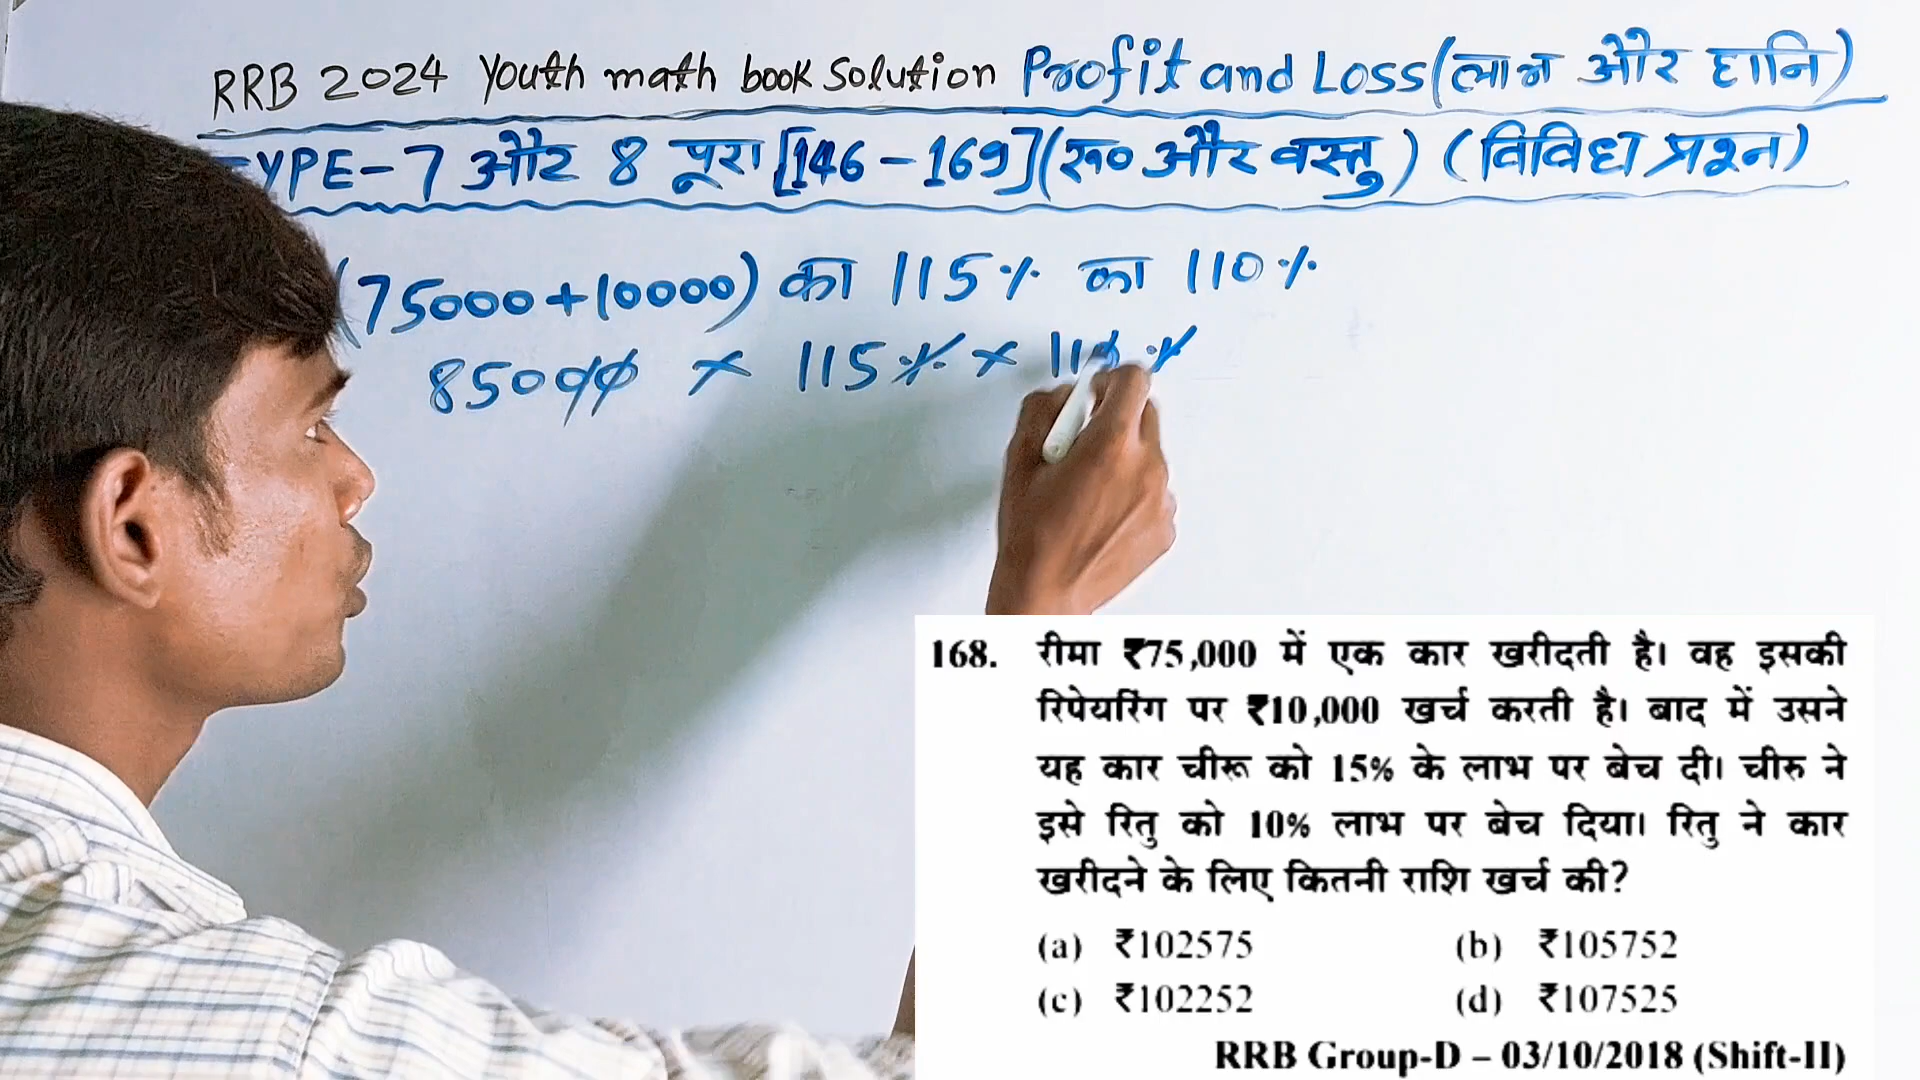 RRB 2024 Youth math book Solution Profit and Loss (लाभ और हानि)
YPE-7 और 8 पूरा [146-169] (रू० और वस्तु) (विविध प्रश्न)
(75000+10000) का 115% का 110%
85000 × 115% × 110%
168. रीमा ₹75,000 में एक कार खरीदती है। वह इसकी
रिपेयरिंग पर ₹10,000 खर्च करती है। बाद में उसने
यह कार चीरू को 15% के लाभ पर बेच दी। चीरु ने
इसे रितु को 10% लाभ पर बेच दिया। रितु ने कार
खरीदने के लिए कितनी राशि खर्च की?
(a) ₹102575 (b) ₹105752
(c) ₹102252 (d) ₹107525
RRB Group-D – 03/10/2018 (Shift-II)